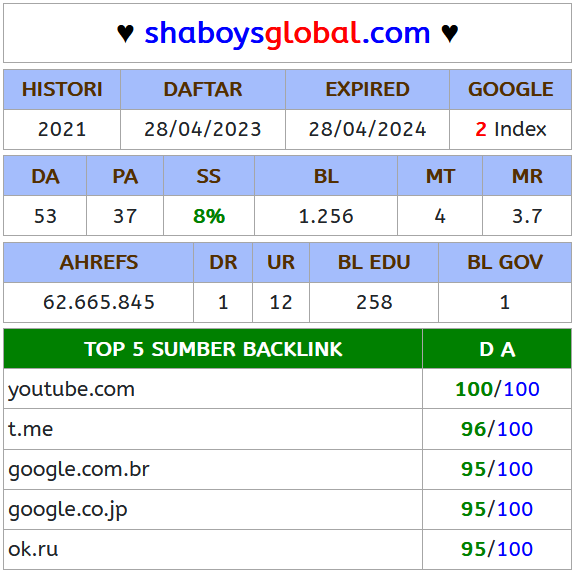 ♥ shaboysglobal.com ♥
HISTORI DAFTAR EXPIRED GOOGLE
2021 28/04/2023 28/04/2024 2 Index
DA PA SS BL MT MR
53 37 8% 1.256 4 3.7
AHREFS DR UR BL EDU BL GOV
62.665.845 1 12 258 1
TOP 5 SUMBER BACKLINK D A
youtube.com 100/100
t.me 96/100
google.com.br 95/100
google.co.jp 95/100
ok.ru 95/100